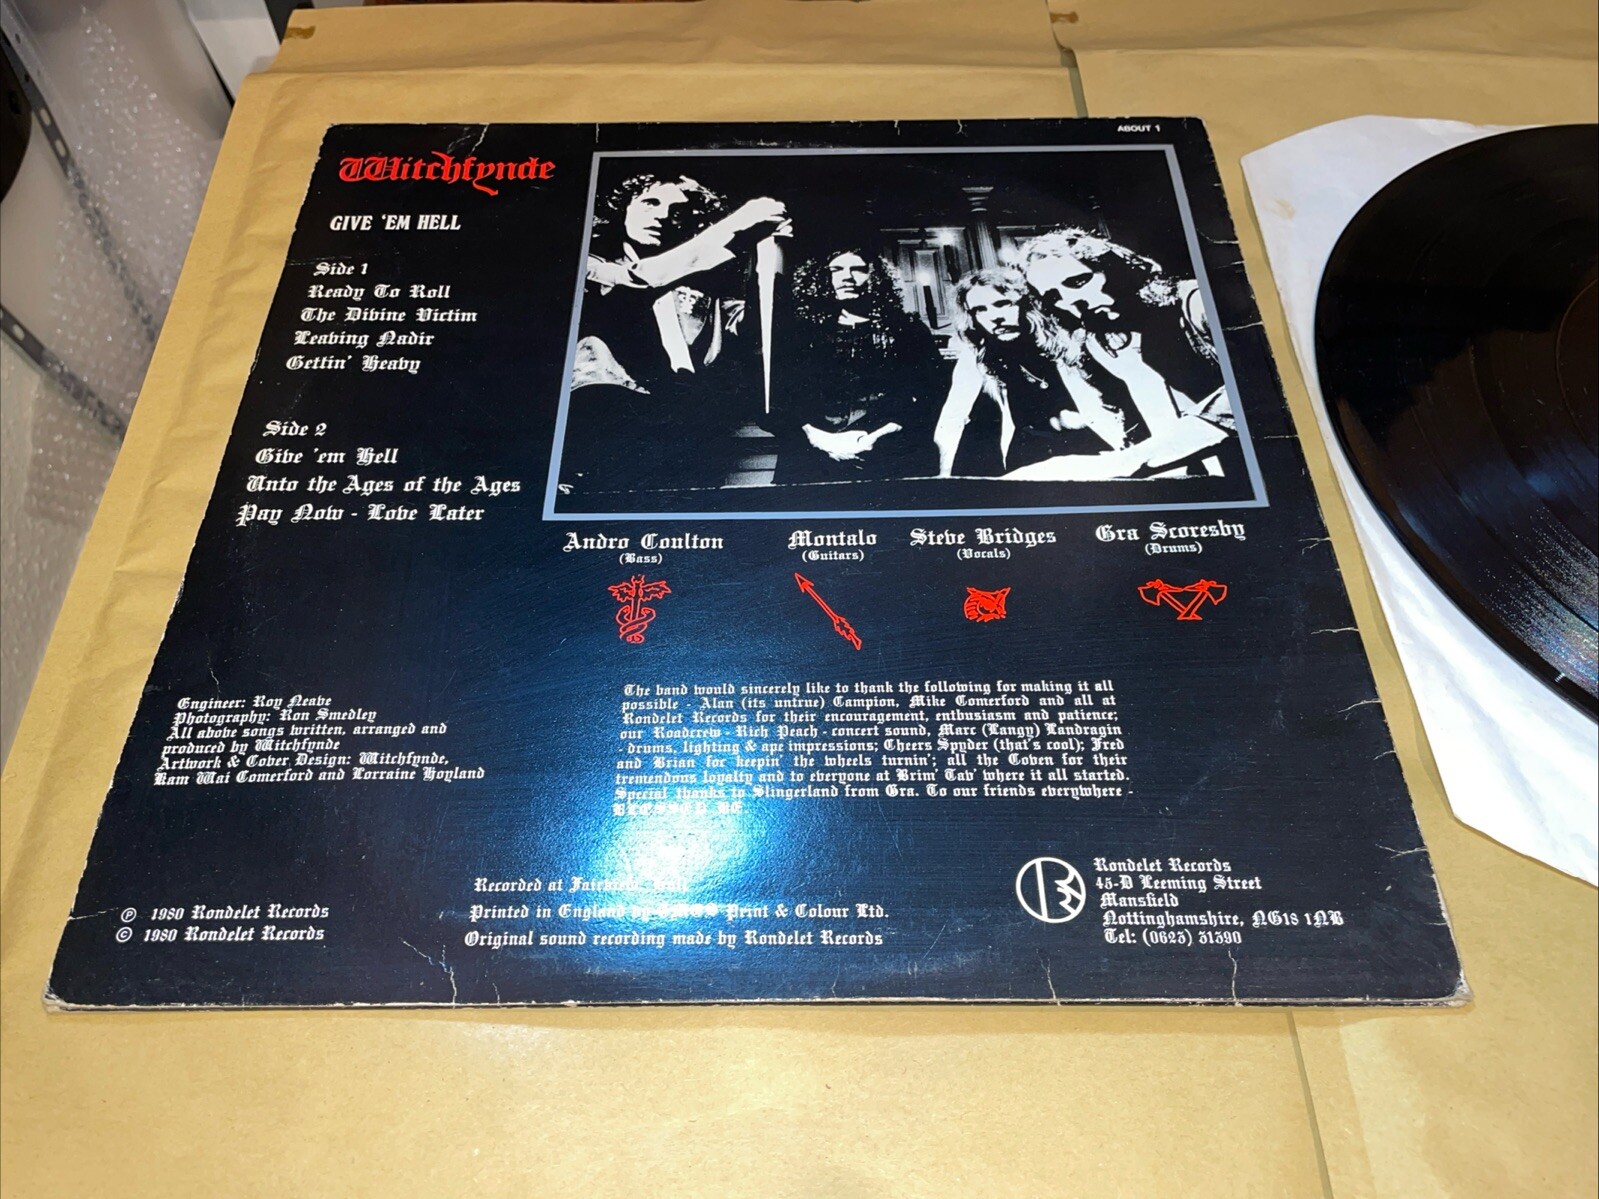 ABOUT 1
Witchfynde
GIVE 'EM HELL
Side 1
Ready To Roll
The Divine Victim
Leaving Nadir
Gettin' Heavy
Side 2
Give 'em Hell
Unto the Ages of the Ages
Pay Now - Love Later
Andro Coulton
(Bass)
Montalo
(Guitars)
Steve Bridges
(Vocals)
Gra Scoresby
(Drums)
Engineer: Roy Neave
Photography: Ron Smedley
All above songs written, arranged and
produced by Witchfynde
Artwork & Cover Design: Witchfynde,
Kam Wai Comerford and Lorraine Hoyland
The band would sincerely like to thank the following for making it all
possible - Alan (its untrue) Campion, Mike Comerford and all at
Rondelet Records for their encouragement, enthusiasm and patience;
our Roadcrew - Rich Peach - concert sound, Marc (Langy) Landragin
- drums, lighting & ape impressions; Cheers Spyder (that's cool); Fred
and Brian for keepin' the wheels turnin'; all the Coven for their
tremendous loyalty and to everyone at Brim' Tav' where it all started.
Special thanks to Slingerland from Gra. To our friends everywhere -
BLESSED BE
Recorded at
Printed in England by Print & Colour Ltd.
Original sound recording made by Rondelet Records
℗ 1980 Rondelet Records
© 1980 Rondelet Records
R
Rondelet Records
45-D Leeming Street
Mansfield
Nottinghamshire, NG18 1NB
Tel: (0623) 31390